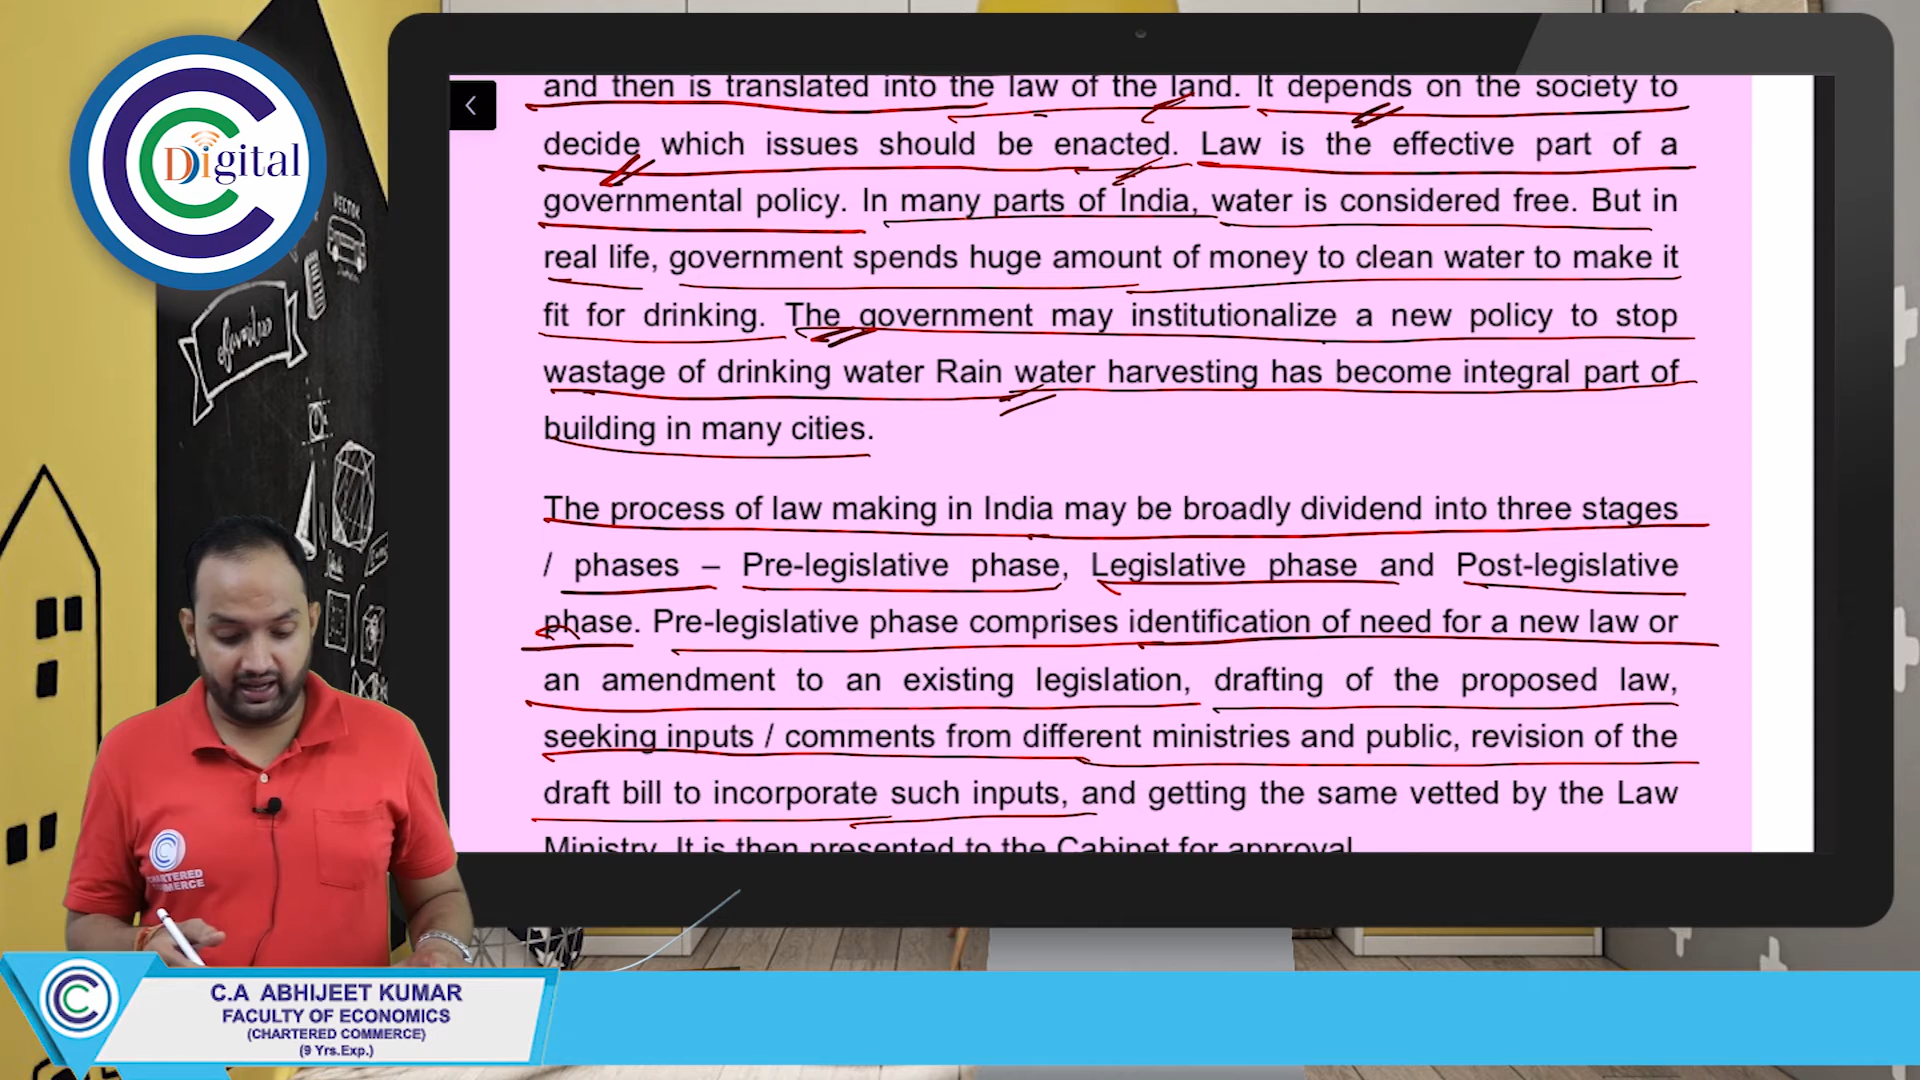 Digital
VECTOR
and then is translated into the law of the land. It depends on the society to
decide which issues should be enacted. Law is the effective part of a
governmental policy. In many parts of India, water is considered free. But in
real life, government spends huge amount of money to clean water to make it
fit for drinking. The government may institutionalize a new policy to stop
wastage of drinking water Rain water harvesting has become integral part of
building in many cities.
The process of law making in India may be broadly dividend into three stages
/ phases – Pre-legislative phase, Legislative phase and Post-legislative
phase. Pre-legislative phase comprises identification of need for a new law or
an amendment to an existing legislation, drafting of the proposed law,
seeking inputs / comments from different ministries and public, revision of the
draft bill to incorporate such inputs, and getting the same vetted by the Law
Ministry. It is then presented to the Cabinet for approval.
CHARTERED
COMMERCE
C.A ABHIJEET KUMAR
FACULTY OF ECONOMICS
(CHARTERED COMMERCE)
(9 Yrs.Exp.)